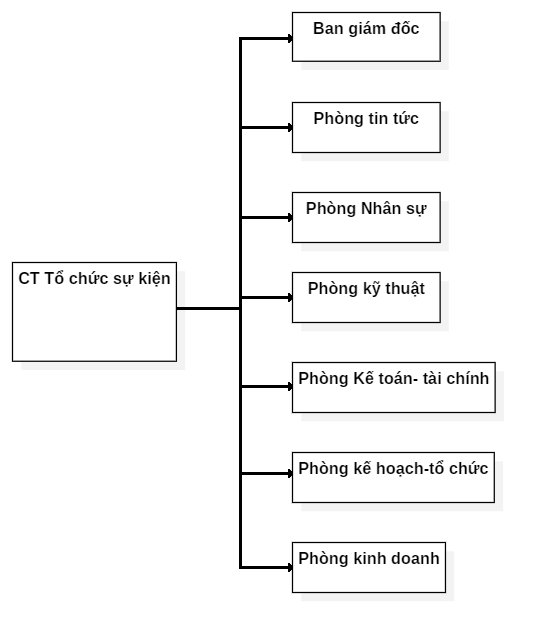 Ban giám đốc
Phòng tin tức
Phòng Nhân sự
CT Tổ chức sự kiện
Phòng kỹ thuật
Phòng Kế toán- tài chính
Phòng kế hoạch-tổ chức
Phòng kinh doanh